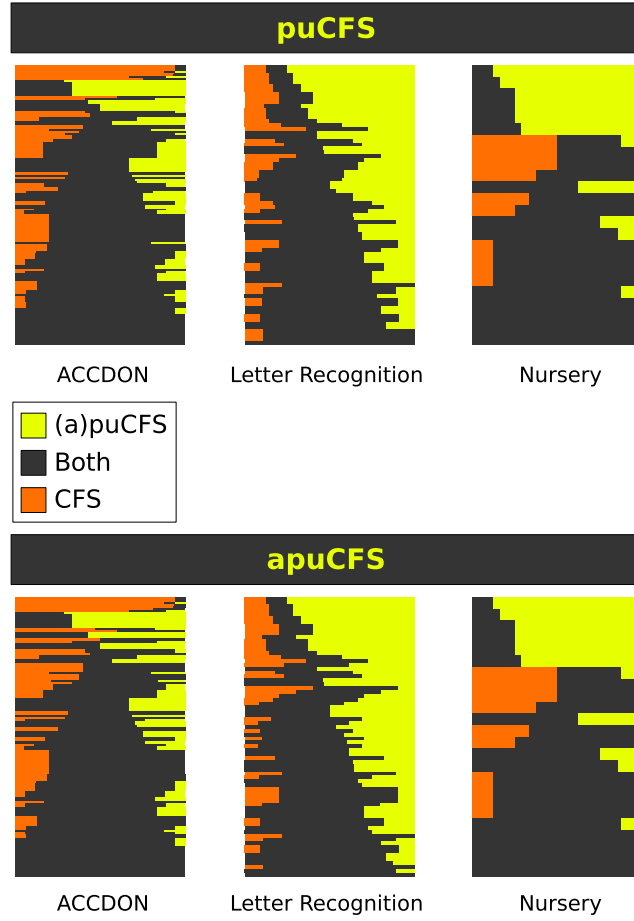 puCFS
ACCDON
Letter Recognition
Nursery
(a)puCFS
Both
CFS
apuCFS
ACCDON
Letter Recognition
Nursery